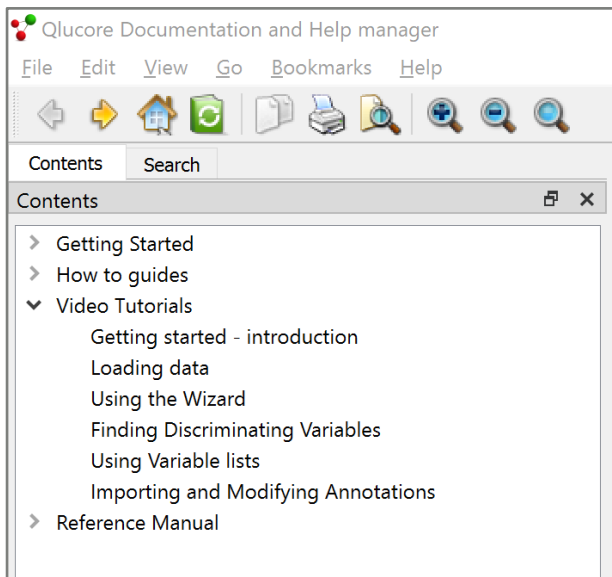 Qlucore Documentation and Help manager
File Edit View Go Bookmarks Help
Contents Search
Contents
Getting Started
How to guides
Video Tutorials
Getting started - introduction
Loading data
Using the Wizard
Finding Discriminating Variables
Using Variable lists
Importing and Modifying Annotations
Reference Manual